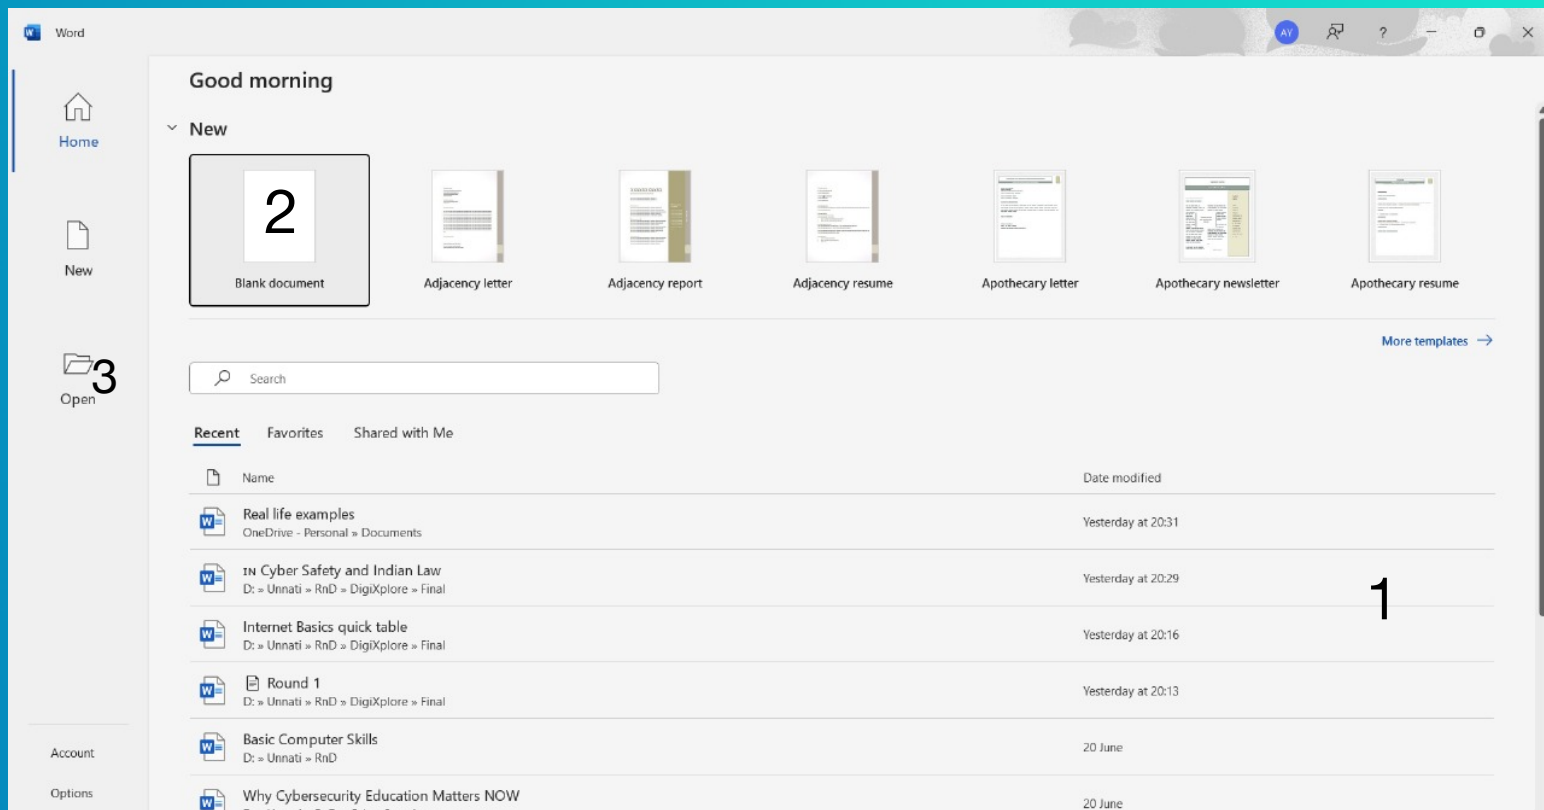 Word
AY
?
Good morning
Home
New
2
Blank document
Adjacency letter
Adjacency report
Adjacency resume
Apothecary letter
Apothecary newsletter
Apothecary resume
New
More templates
3
Open
Search
Recent Favorites Shared with Me
Name Date modified
Real life examples
OneDrive - Personal » Documents
Yesterday at 20:31
IN Cyber Safety and Indian Law
D: » Unnati » RnD » DigiXplore » Final
Yesterday at 20:29
1
Internet Basics quick table
D: » Unnati » RnD » DigiXplore » Final
Yesterday at 20:16
Round 1
D: » Unnati » RnD » DigiXplore » Final
Yesterday at 20:13
Basic Computer Skills
D: » Unnati » RnD
20 June
Account
Options
Why Cybersecurity Education Matters NOW
20 June